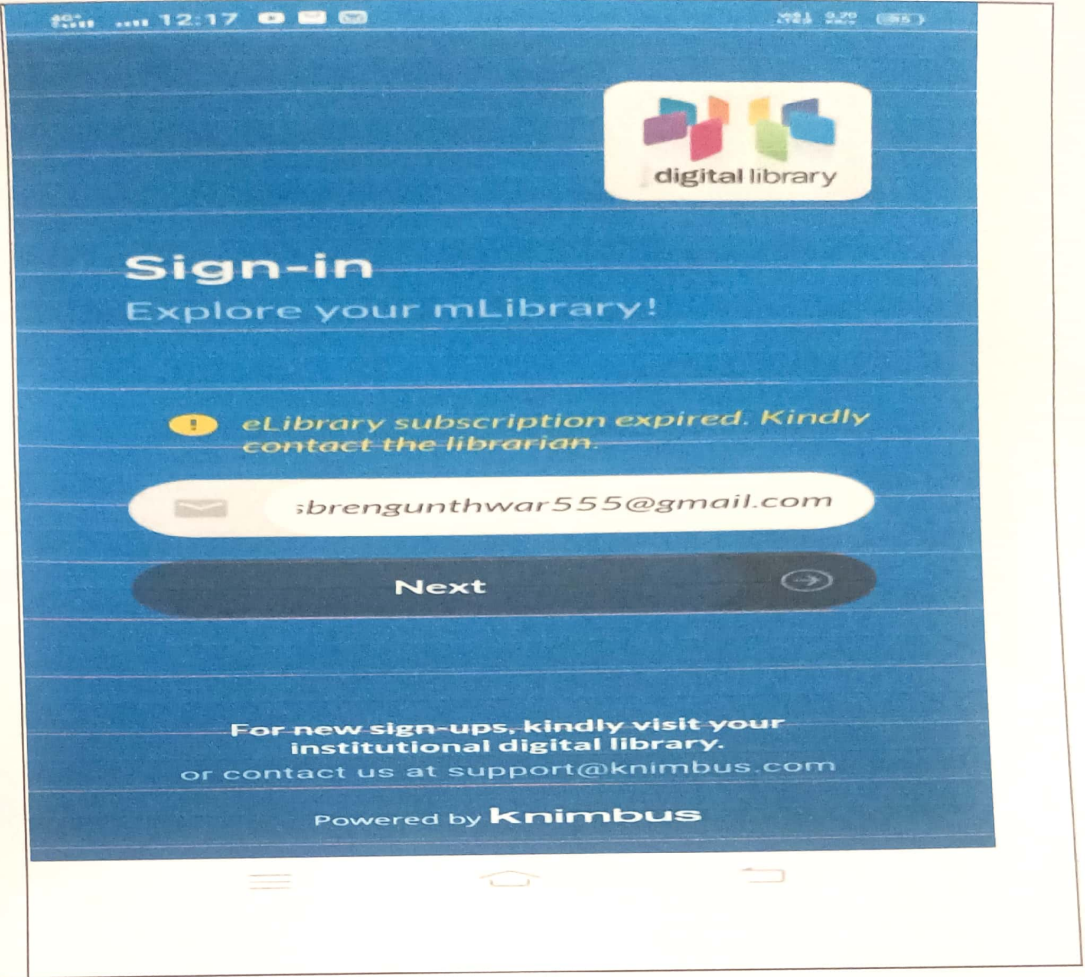 12:17
digital library
Sign-in
Explore your mLibrary!
eLibrary subscription expired. Kindly
contact the librarian.
sbrengunthwar555@gmail.com
Next
For new sign-ups, kindly visit your
institutional digital library.
or contact us at support@knimbus.com
Powered by knimbus